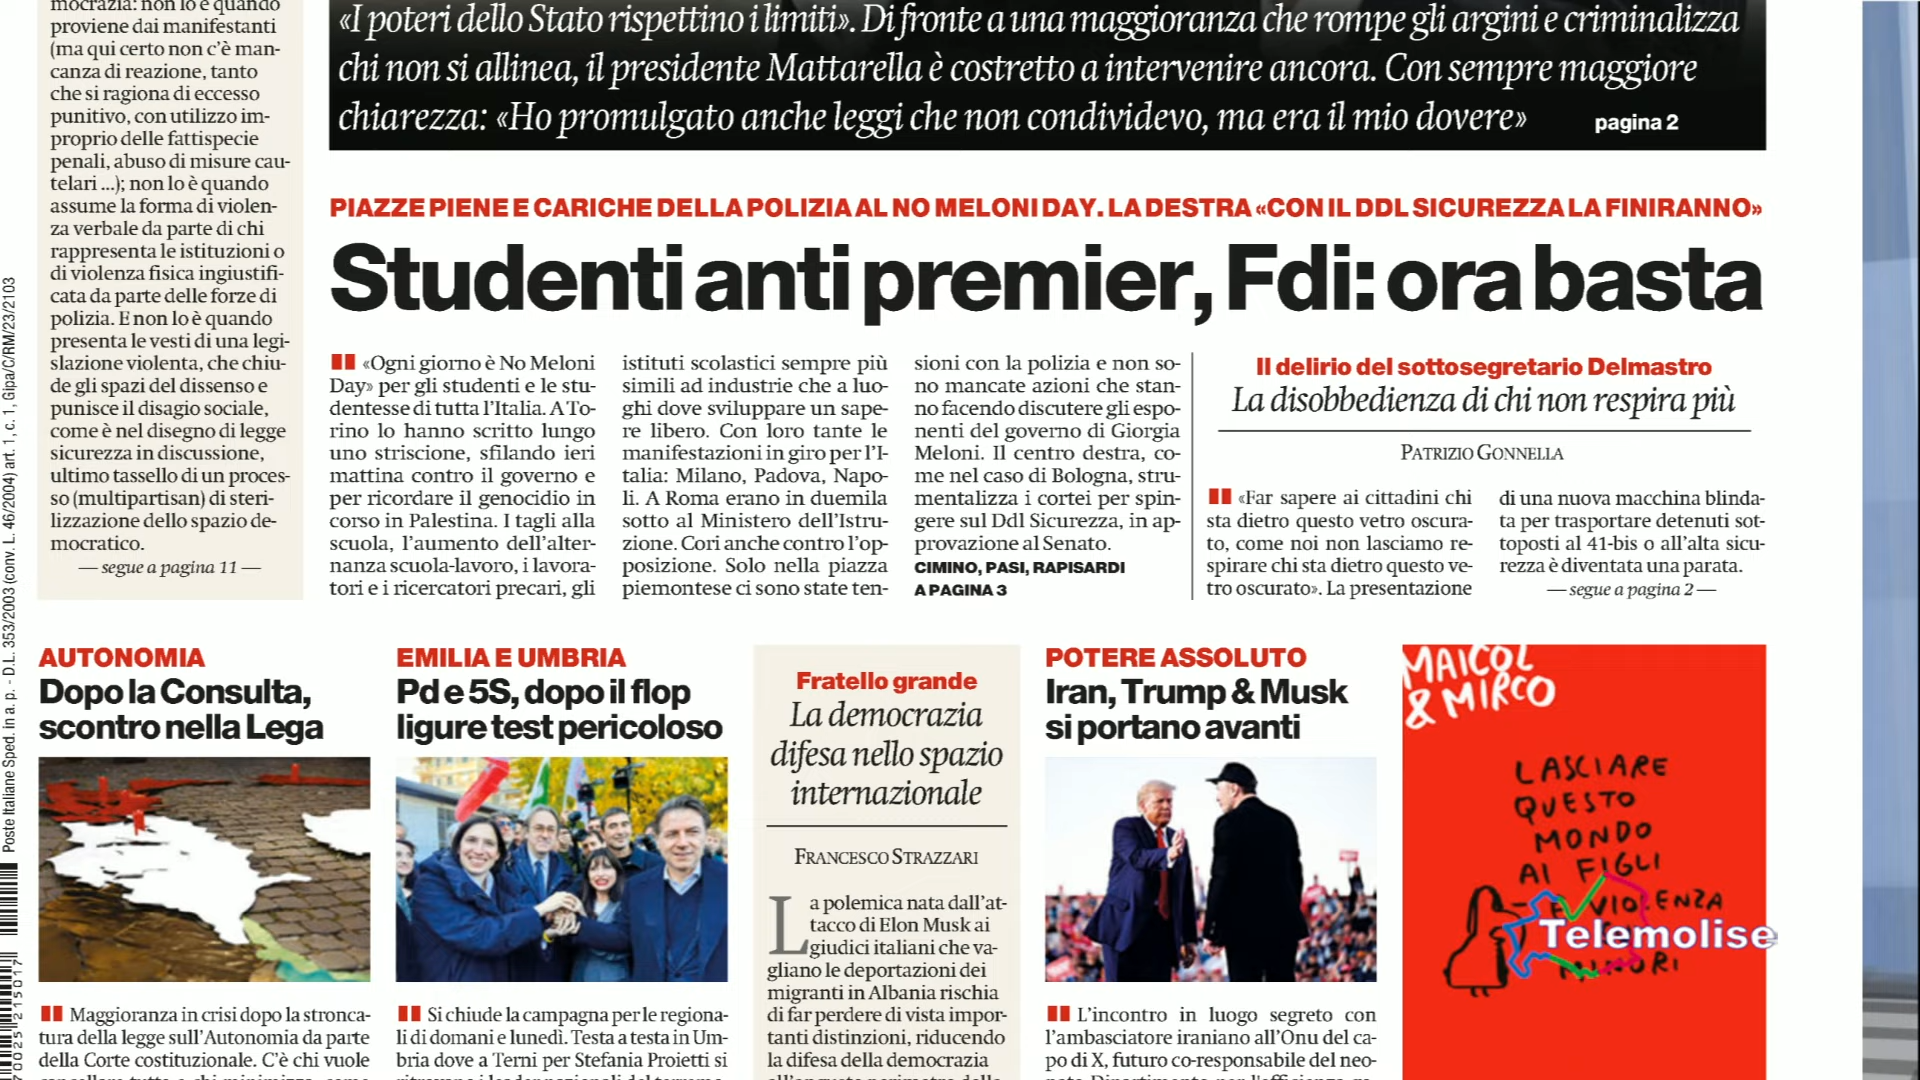 mocrazia: non lo è quando
proviene dai manifestanti
(ma qui certo non c'è man-
canza di reazione, tanto
che si ragiona di eccesso
punitivo, con utilizzo im-
proprio delle fattispecie
penali, abuso di misure cau-
telari ...); non lo è quando
assume la forma di violen-
za verbale da parte di chi
rappresenta le istituzioni o
di violenza fisica ingiustifi-
cata da parte delle forze di
polizia. E non lo è quando
presenta le vesti di una legi-
slazione violenta, che chiu-
de gli spazi del dissenso e
punisce il disagio sociale,
come è nel disegno di legge
sicurezza in discussione,
ultimo tassello di un proces-
so (multipartisan) di steri-
lizzazione dello spazio de-
mocratico.
— segue a pagina 11 —
«I poteri dello Stato rispettino i limiti». Di fronte a una maggioranza che rompe gli argini e criminalizza
chi non si allinea, il presidente Mattarella è costretto a intervenire ancora. Con sempre maggiore
chiarezza: «Ho promulgato anche leggi che non condividevo, ma era il mio dovere»
pagina 2
PIAZZE PIENE E CARICHE DELLA POLIZIA AL NO MELONI DAY. LA DESTRA «CON IL DDL SICUREZZA LA FINIRANNO»
Studenti anti premier, Fdi: ora basta
«Ogni giorno è No Meloni
Day» per gli studenti e le stu-
dentesse di tutta l'Italia. A To-
rino lo hanno scritto lungo
uno striscione, sfilando ieri
mattina contro il governo e
per ricordare il genocidio in
corso in Palestina. I tagli alla
scuola, l'aumento dell'alter-
nanza scuola-lavoro, i lavora-
tori e i ricercatori precari, gli
istituti scolastici sempre più
simili ad industrie che a luo-
ghi dove sviluppare un sape-
re libero. Con loro tante le
manifestazioni in giro per l'I-
talia: Milano, Padova, Napo-
li. A Roma erano in duemila
sotto al Ministero dell'Istru-
zione. Cori anche contro l'op-
posizione. Solo nella piazza
piemontese ci sono state ten-
sioni con la polizia e non so-
no mancate azioni che stan-
no facendo discutere gli espo-
nenti del governo di Giorgia
Meloni. Il centro destra, co-
me nel caso di Bologna, stru-
mentalizza i cortei per spin-
gere sul Ddl Sicurezza, in ap-
provazione al Senato.
CIMINO, PASI, RAPISARDI
A PAGINA 3
Il delirio del sottosegretario Delmastro
La disobbedienza di chi non respira più
PATRIZIO GONNELLA
«Far sapere ai cittadini chi
sta dietro questo vetro oscura-
to, come noi non lasciamo re-
spirare chi sta dietro questo ve-
tro oscurato». La presentazione
di una nuova macchina blinda-
ta per trasportare detenuti sot-
toposti al 41-bis o all'alta sicu-
rezza è diventata una parata.
— segue a pagina 2 —
Poste Italiane Sped. in a. p. - D.L. 353/2003 (conv. L. 46/2004) art. 1, c. 1, Gipa/C/RM/23/2103
AUTONOMIA
Dopo la Consulta,
scontro nella Lega
Maggioranza in crisi dopo la stronca-
tura della legge sull'Autonomia da parte
della Corte costituzionale. C'è chi vuole
EMILIA E UMBRIA
Pd e 5S, dopo il flop
ligure test pericoloso
Si chiude la campagna per le regiona-
li di domani e lunedì. Testa a testa in Um-
bria dove a Terni per Stefania Proietti si
Fratello grande
La democrazia
difesa nello spazio
internazionale
FRANCESCO STRAZZARI
La polemica nata dall'at-
tacco di Elon Musk ai
giudici italiani che va-
gliano le deportazioni dei
migranti in Albania rischia
di far perdere di vista impor-
tanti distinzioni, riducendo
la difesa della democrazia
POTERE ASSOLUTO
Iran, Trump & Musk
si portano avanti
L'incontro in luogo segreto con
l'ambasciatore iraniano all'Onu del ca-
po di X, futuro co-responsabile del neo-
MAICOL
& MIRCO
LASCIARE
QUESTO
MONDO
AI FIGLI
È VIOLENZA
MINORI
Telemolise